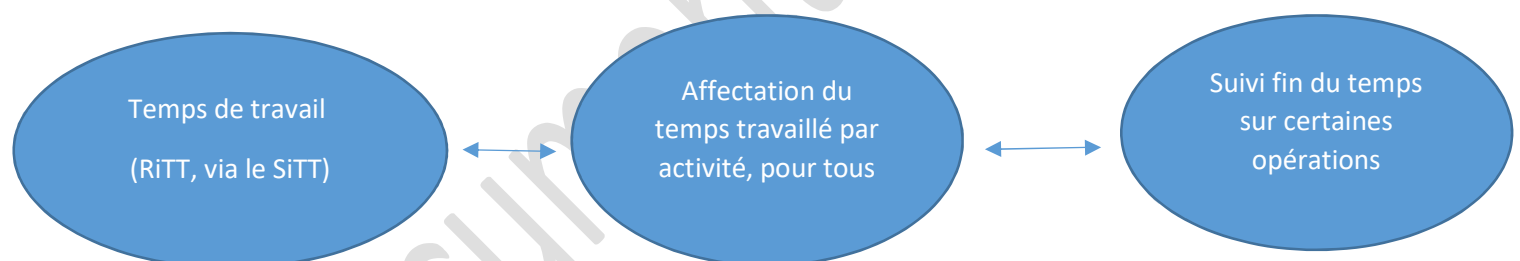 Temps de travail
(RiTT, via le SiTT)
Affectation du
temps travaillé par
activité, pour tous
Suivi fin du temps
sur certaines
opérations